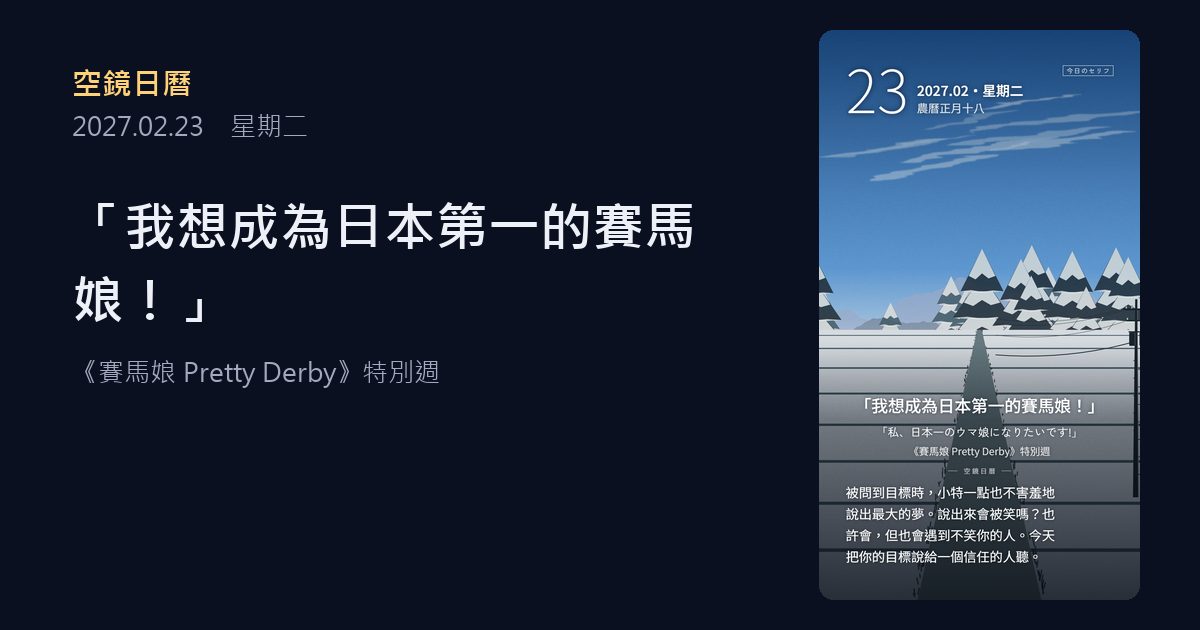 空鏡日曆
2027.02.23 星期二
「我想成為日本第一的賽馬
娘！」
《賽馬娘 Pretty Derby》特別週
23
2027.02・星期二
農曆正月十八
今日のセリフ
「我想成為日本第一的賽馬娘！」
「私、日本一のウマ娘になりたいです!」
《賽馬娘 Pretty Derby》特別週
空鏡日曆
被問到目標時，小特一點也不害羞地
說出最大的夢。說出來會被笑嗎？也
許會，但也會遇到不笑你的人。今天
把你的目標說給一個信任的人聽。